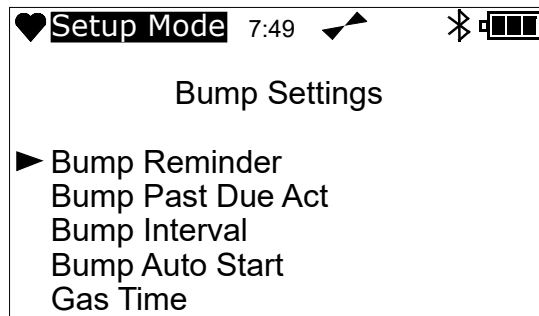 Setup Mode 7:49
Bump Settings
Bump Reminder
Bump Past Due Act
Bump Interval
Bump Auto Start
Gas Time